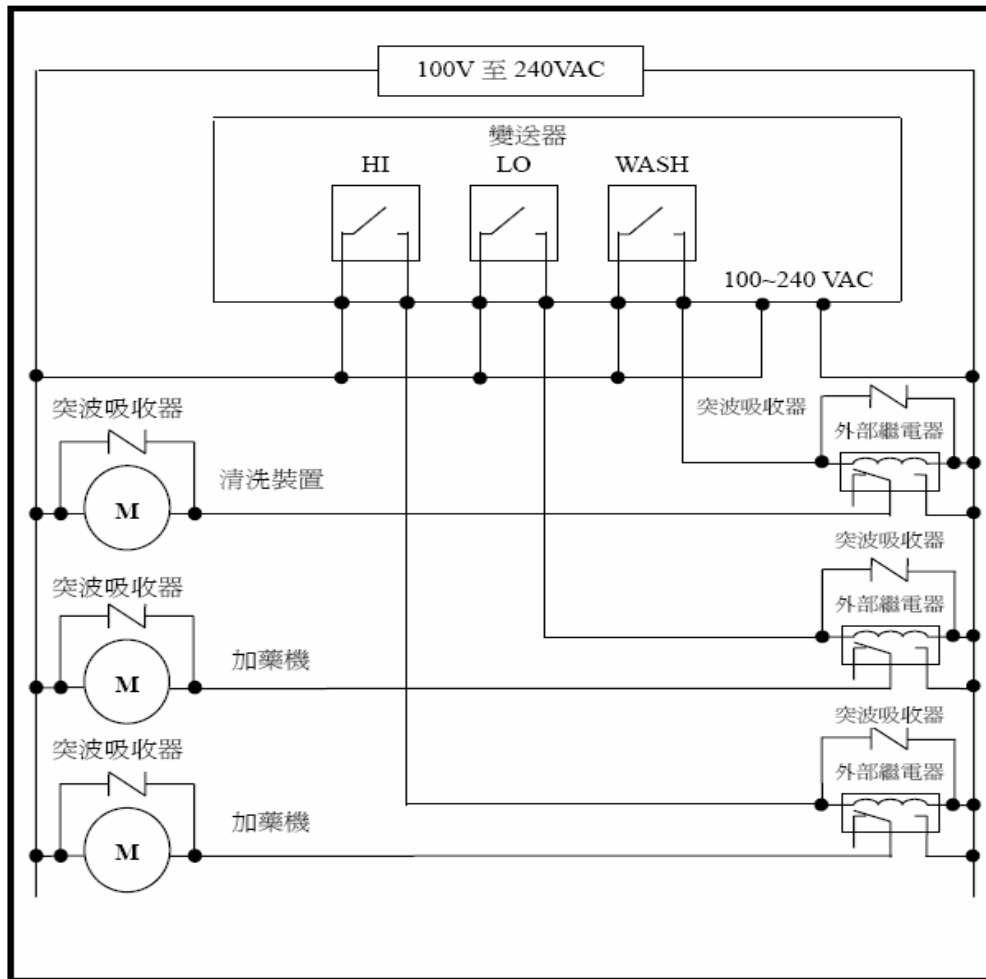 100V 至 240VAC
變送器
HI
LO
WASH
100~240 VAC
突波吸收器
突波吸收器
外部繼電器
清洗裝置
M
突波吸收器
突波吸收器
外部繼電器
加藥機
M
突波吸收器
突波吸收器
外部繼電器
加藥機
M